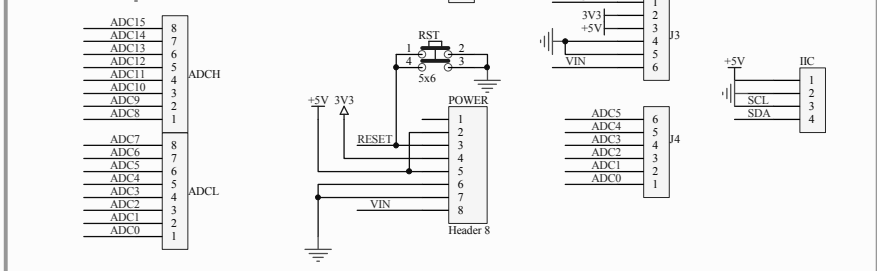 ADC15 8
ADC14 7
ADC13 6
ADC12 5
ADC11 4
ADC10 3
ADC9 2
ADC8 1
ADCH
ADC7 8
ADC6 7
ADC5 6
ADC4 5
ADC3 4
ADC2 3
ADC1 2
ADC0 1
ADCL
RST
1 2
4 3
5x6
+5V 3V3
POWER
1
2
RESET 3
4
5
6
7
VIN 8
Header 8
1
3V3 2
+5V 3
4
5
VIN 6
J3
ADC5 6
ADC4 5
ADC3 4
ADC2 3
ADC1 2
ADC0 1
J4
+5V
IIC
1
2
SCL 3
SDA 4